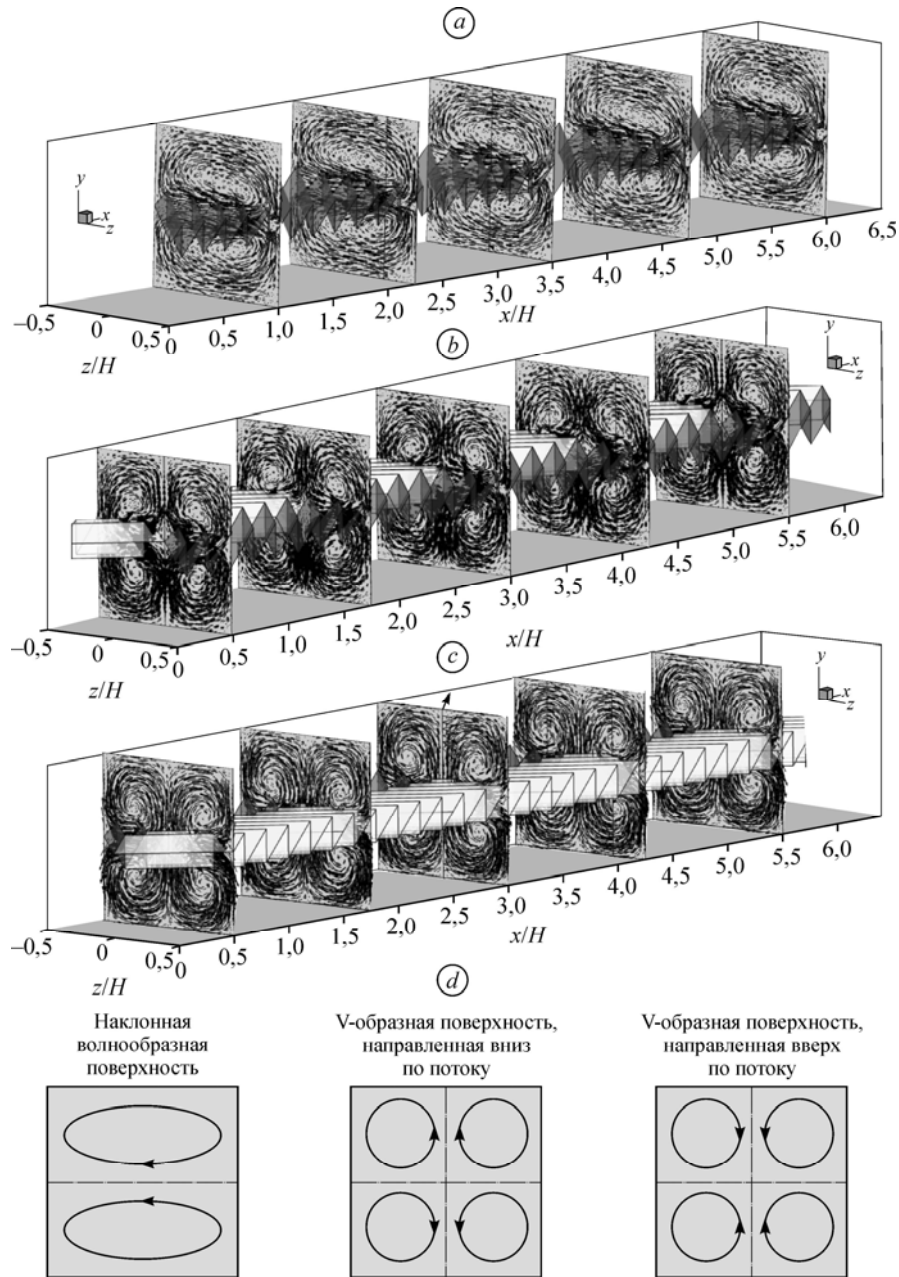 a
y
x
z
–0,5
0
0,5
0
0,5
1,0
1,5
2,0
2,5
3,0
3,5
4,0
4,5
5,0
5,5
6,0
6,5
z/H
x/H
b
y
x
z
–0,5
0
0,5
0
0,5
1,0
1,5
2,0
2,5
3,0
3,5
4,0
4,5
5,0
5,5
6,0
z/H
x/H
c
y
x
z
–0,5
0
0,5
0
0,5
1,0
1,5
2,0
2,5
3,0
3,5
4,0
4,5
5,0
5,5
6,0
z/H
x/H
d
Наклонная
волнообразная
поверхность
V-образная поверхность,
направленная вниз
по потоку
V-образная поверхность,
направленная вверх
по потоку